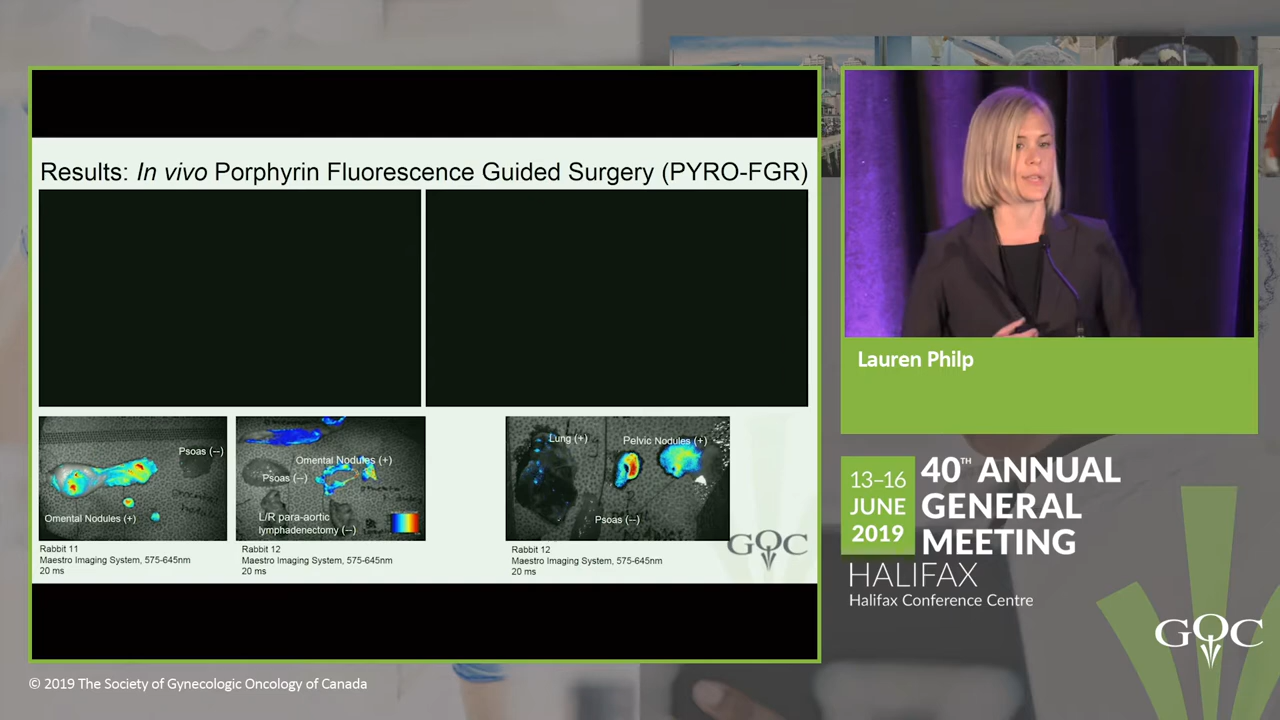 Results: In vivo Porphyrin Fluorescence Guided Surgery (PYRO-FGR)
Psoas (--)
Omental Nodules (+)
Omental Nodules (+)
Psoas (--)
L/R para-aortic
lymphadenectomy (--)
Lung (+)
Pelvic Nodules (+)
Psoas (--)
Rabbit 11
Maestro Imaging System, 575-645nm
20 ms
Rabbit 12
Maestro Imaging System, 575-645nm
20 ms
Rabbit 12
Maestro Imaging System, 575-645nm
20 ms
GOC
Lauren Philp
13–16
JUNE
2019
40TH ANNUAL
GENERAL
MEETING
HALIFAX
Halifax Conference Centre
GOC
© 2019 The Society of Gynecologic Oncology of Canada